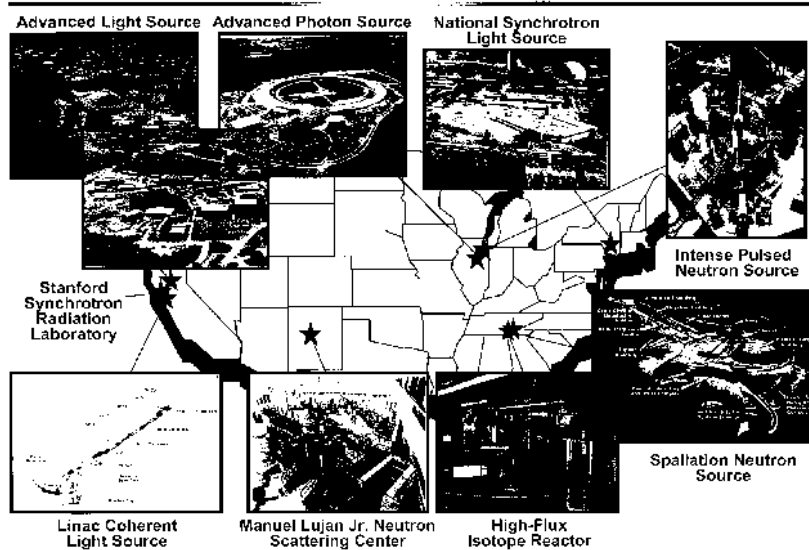 Advanced Light Source
Advanced Photon Source
National Synchrotron
Light Source
Intense Pulsed
Neutron Source
Stanford
Synchrotron
Radiation
Laboratory
Spallation Neutron
Source
Linac Coherent
Light Source
Manuel Lujan Jr. Neutron
Scattering Center
High-Flux
Isotope Reactor